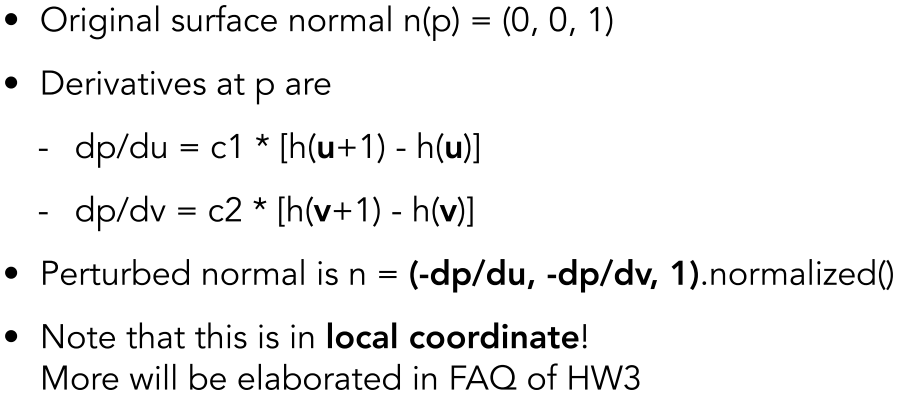 • Original surface normal n(p) = (0, 0, 1)
• Derivatives at p are
- dp/du = c1 * [h(u+1) - h(u)]
- dp/dv = c2 * [h(v+1) - h(v)]
• Perturbed normal is n = (-dp/du, -dp/dv, 1).normalized()
• Note that this is in local coordinate!
More will be elaborated in FAQ of HW3